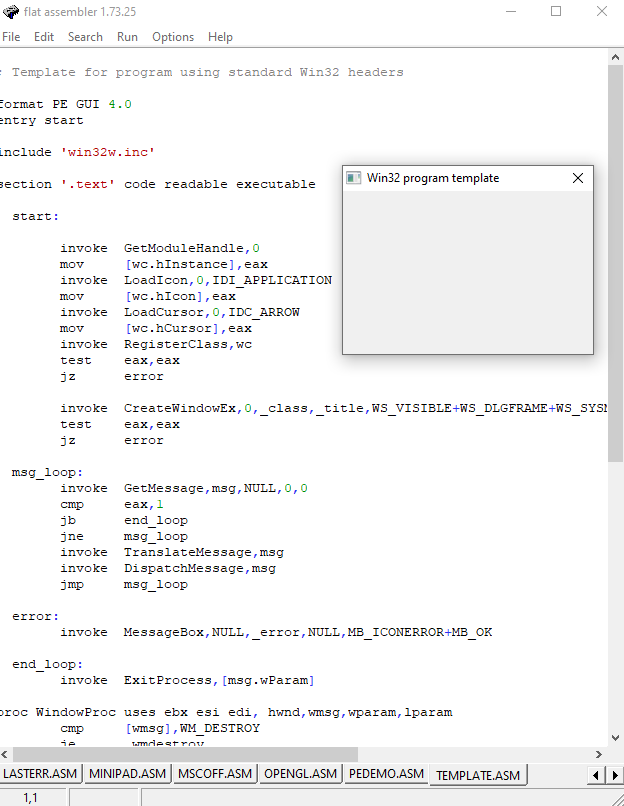 flat assembler 1.73.25
File Edit Search Run Options Help
; Template for program using standard Win32 headers
format PE GUI 4.0
entry start
include 'win32w.inc'
section '.text' code readable executable
Win32 program template
start:
invoke GetModuleHandle,0
mov [wc.hInstance],eax
invoke LoadIcon,0,IDI_APPLICATION
mov [wc.hIcon],eax
invoke LoadCursor,0,IDC_ARROW
mov [wc.hCursor],eax
invoke RegisterClass,wc
test eax,eax
jz error
invoke CreateWindowEx,0,_class,_title,WS_VISIBLE+WS_DLGFRAME+WS_SYSM
test eax,eax
jz error
msg_loop:
invoke GetMessage,msg,NULL,0,0
cmp eax,1
jb end_loop
jne msg_loop
invoke TranslateMessage,msg
invoke DispatchMessage,msg
jmp msg_loop
error:
invoke MessageBox,NULL,_error,NULL,MB_ICONERROR+MB_OK
end_loop:
invoke ExitProcess,[msg.wParam]
proc WindowProc uses ebx esi edi, hwnd,wmsg,wparam,lparam
cmp [wmsg],WM_DESTROY
je .wmdestroy
LASTERR.ASM MINIPAD.ASM MSCOFF.ASM OPENGL.ASM PEDEMO.ASM TEMPLATE.ASM
1,1